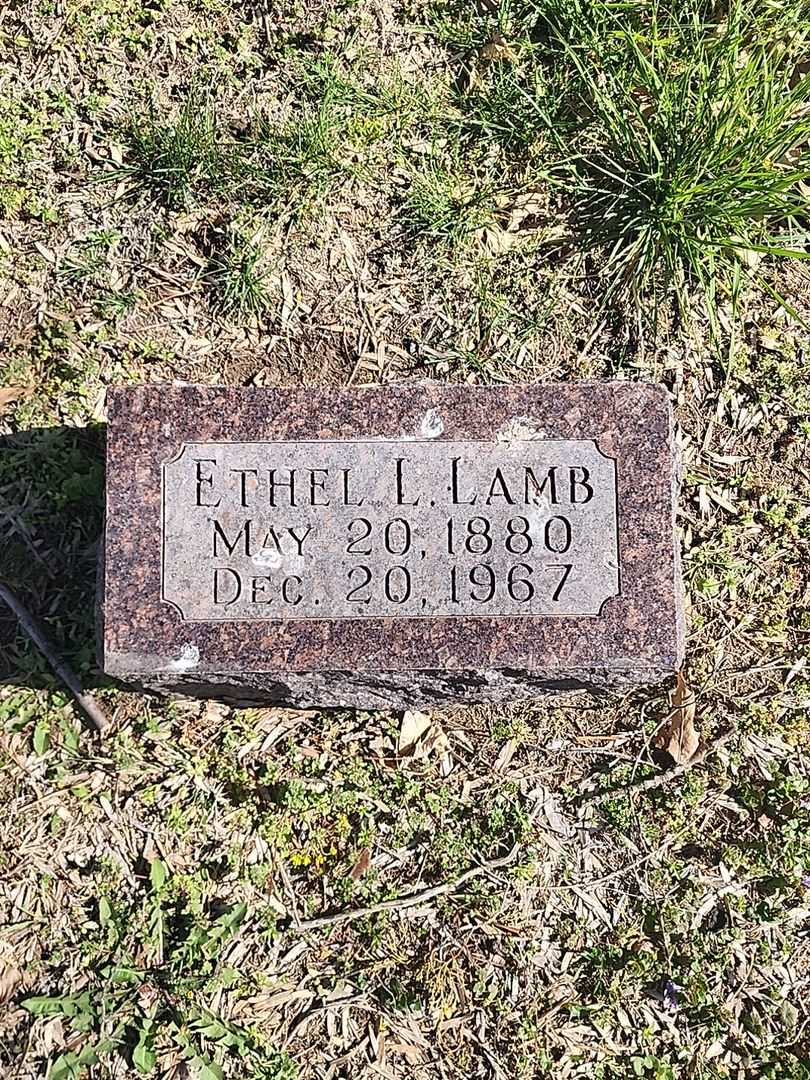 ETHEL L. LAMB
MAY 20, 1880
DEC. 20, 1967